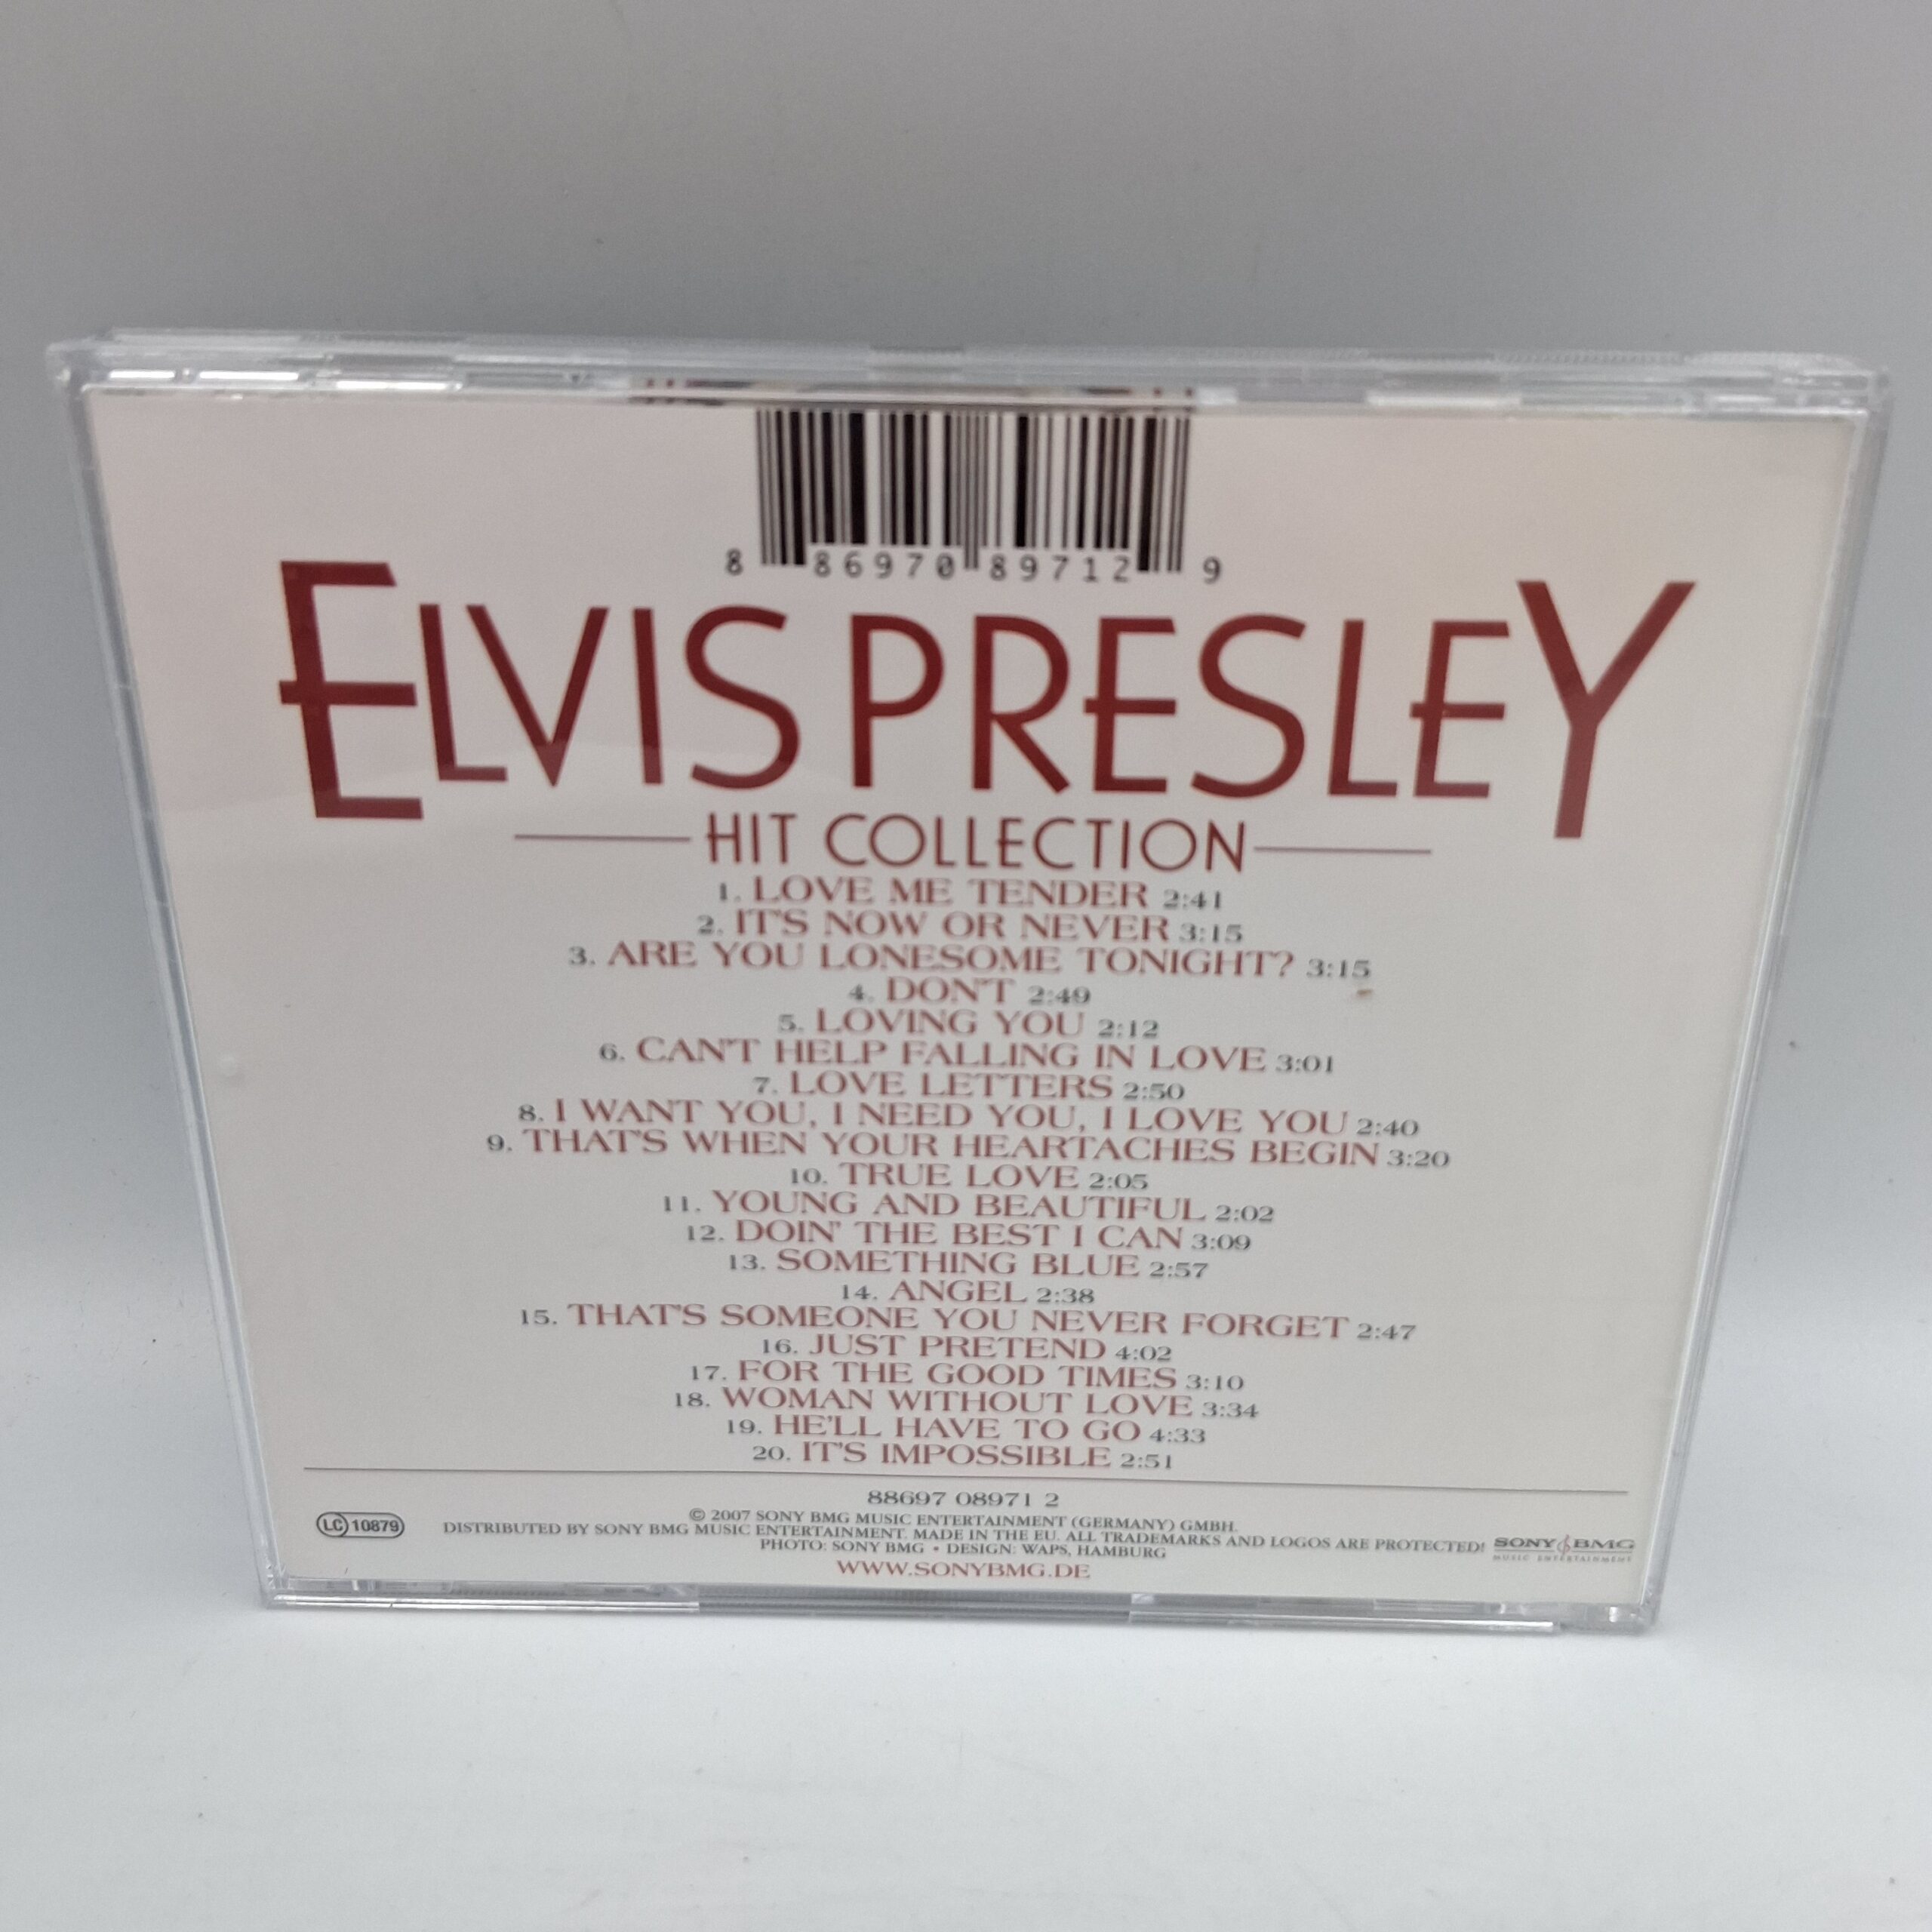 8 86970 89712 9
ELVIS PRESLEY
HIT COLLECTION
1. LOVE ME TENDER 2:41
2. IT'S NOW OR NEVER 3:15
3. ARE YOU LONESOME TONIGHT? 3:15
4. DON'T 2:49
5. LOVING YOU 2:12
6. CAN'T HELP FALLING IN LOVE 3:01
7. LOVE LETTERS 2:50
8. I WANT YOU, I NEED YOU, I LOVE YOU 2:40
9. THAT'S WHEN YOUR HEARTACHES BEGIN 3:20
10. TRUE LOVE 2:05
11. YOUNG AND BEAUTIFUL 2:02
12. DOIN' THE BEST I CAN 3:09
13. SOMETHING BLUE 2:57
14. ANGEL 2:38
15. THAT'S SOMEONE YOU NEVER FORGET 2:47
16. JUST PRETEND 4:02
17. FOR THE GOOD TIMES 3:10
18. WOMAN WITHOUT LOVE 3:34
19. HE'LL HAVE TO GO 4:33
20. IT'S IMPOSSIBLE 2:51
88697 08971 2
© 2007 SONY BMG MUSIC ENTERTAINMENT (GERMANY) GMBH.
LC 10879
DISTRIBUTED BY SONY BMG MUSIC ENTERTAINMENT. MADE IN THE EU. ALL TRADEMARKS AND LOGOS ARE PROTECTED!
SONY BMG
MUSIC ENTERTAINMENT
PHOTO: SONY BMG • DESIGN: WAPS, HAMBURG
WWW.SONYBMG.DE